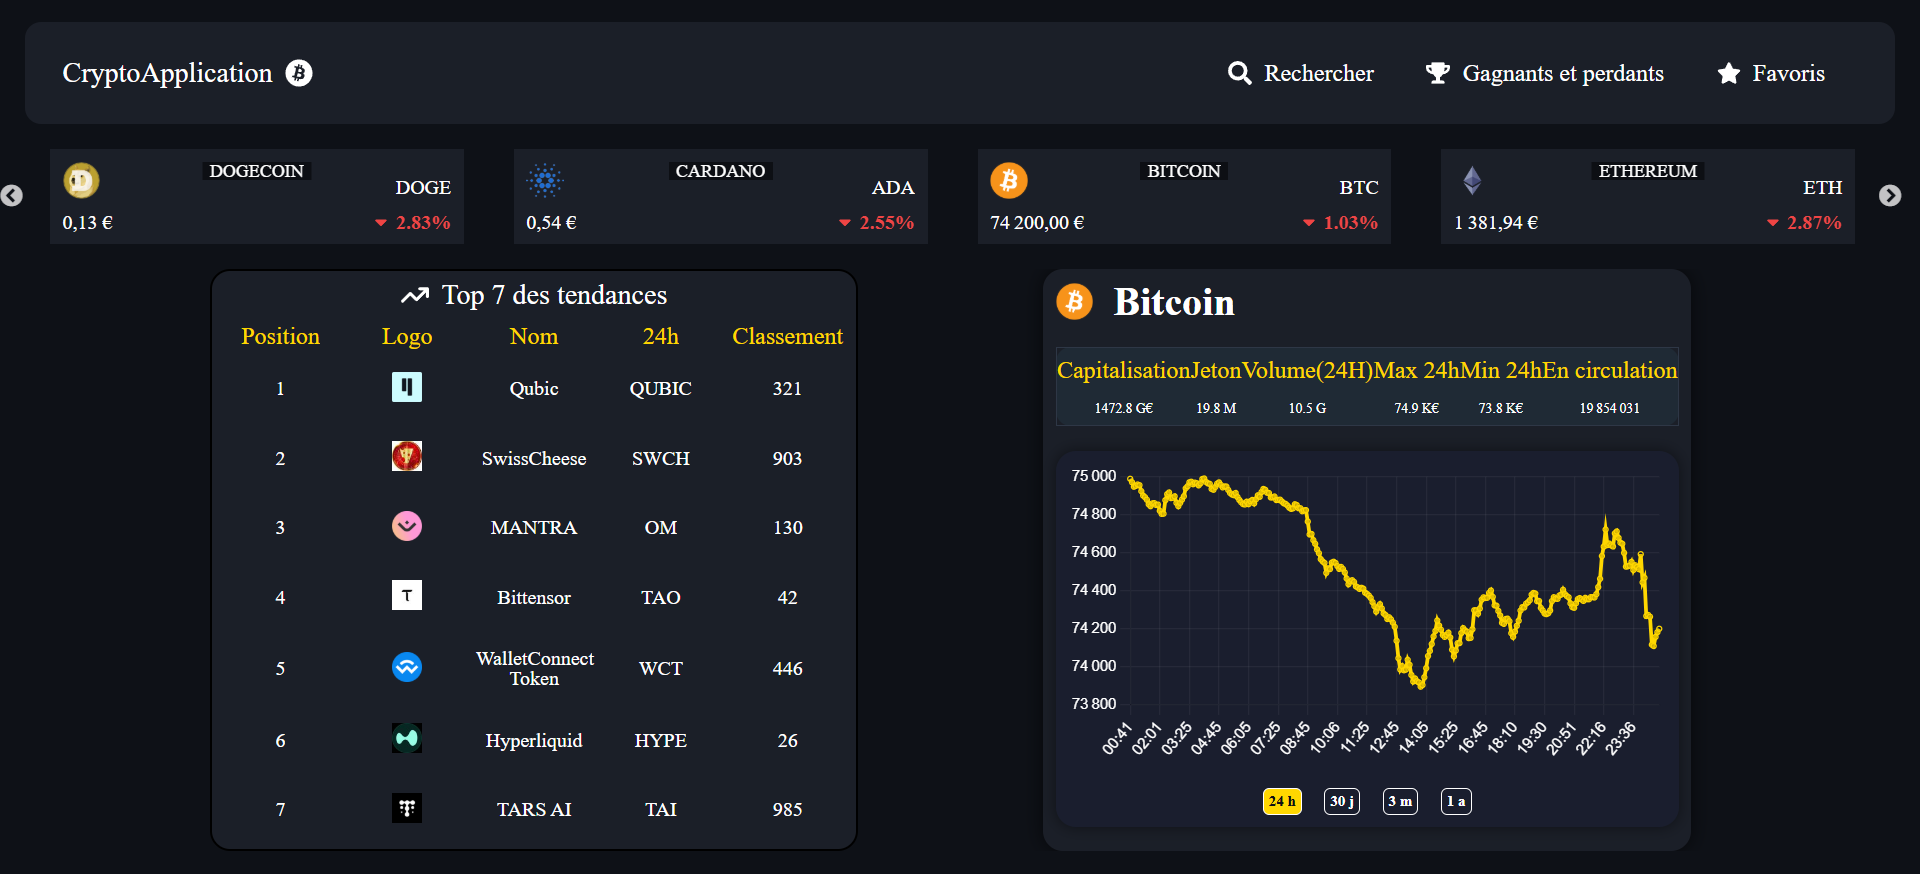 CryptoApplication
Rechercher
Gagnants et perdants
Favoris
DOGECOIN
DOGE
0,13 €
2.83%
CARDANO
ADA
0,54 €
2.55%
BITCOIN
BTC
74 200,00 €
1.03%
ETHEREUM
ETH
1 381,94 €
2.87%
Top 7 des tendances
Position Logo Nom 24h Classement
1 Qubic QUBIC 321
2 SwissCheese SWCH 903
3 MANTRA OM 130
4 Bittensor TAO 42
5 WalletConnect Token WCT 446
6 Hyperliquid HYPE 26
7 TARS AI TAI 985
Bitcoin
CapitalisationJetonVolume(24H)Max 24hMin 24hEn circulation
1472.8 G€ 19.8 M 10.5 G 74.9 K€ 73.8 K€ 19 854 031
75 000
74 800
74 600
74 400
74 200
74 000
73 800
00:41 02:01 03:25 04:45 06:05 07:25 08:45 10:06 11:25 12:45 14:05 15:25 16:45 18:10 19:30 20:51 22:16 23:36
24 h 30 j 3 m 1 a